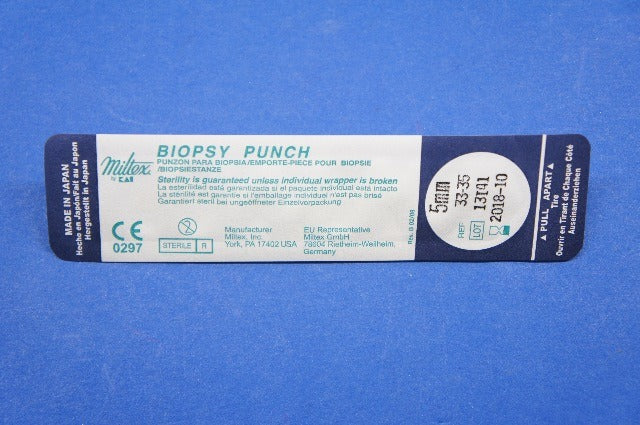 MADE IN JAPAN
Hecho en Japón/Fait au Japon
Hergestellt in Japan
Miltex
by KAI
BIOPSY PUNCH
PUNZON PARA BIOPSIA/EMPORTE-PIECE POUR BIOPSIE
/BIOPSIESTANZE
Sterility is guaranteed unless individual wrapper is broken
La esterilidad está garantizada si el paquete individual está intacto
La stérilité est garantie si l'emballage individuel n'est pas brisé
Garantiert steril bei ungeöffneter Einzelverpackung
CE
0297
STERILE R
Manufacturer
Miltex, Inc.
York, PA 17402 USA
EU Representative
Miltex GmbH
78604 Rietheim-Weilheim,
Germany
5mm
REF 33-35
LOT 13T41
2018-10
▲ PULL APART ▲
Tire
Ouvrir en Tirant de Chaque Côté
Auseinanderziehen